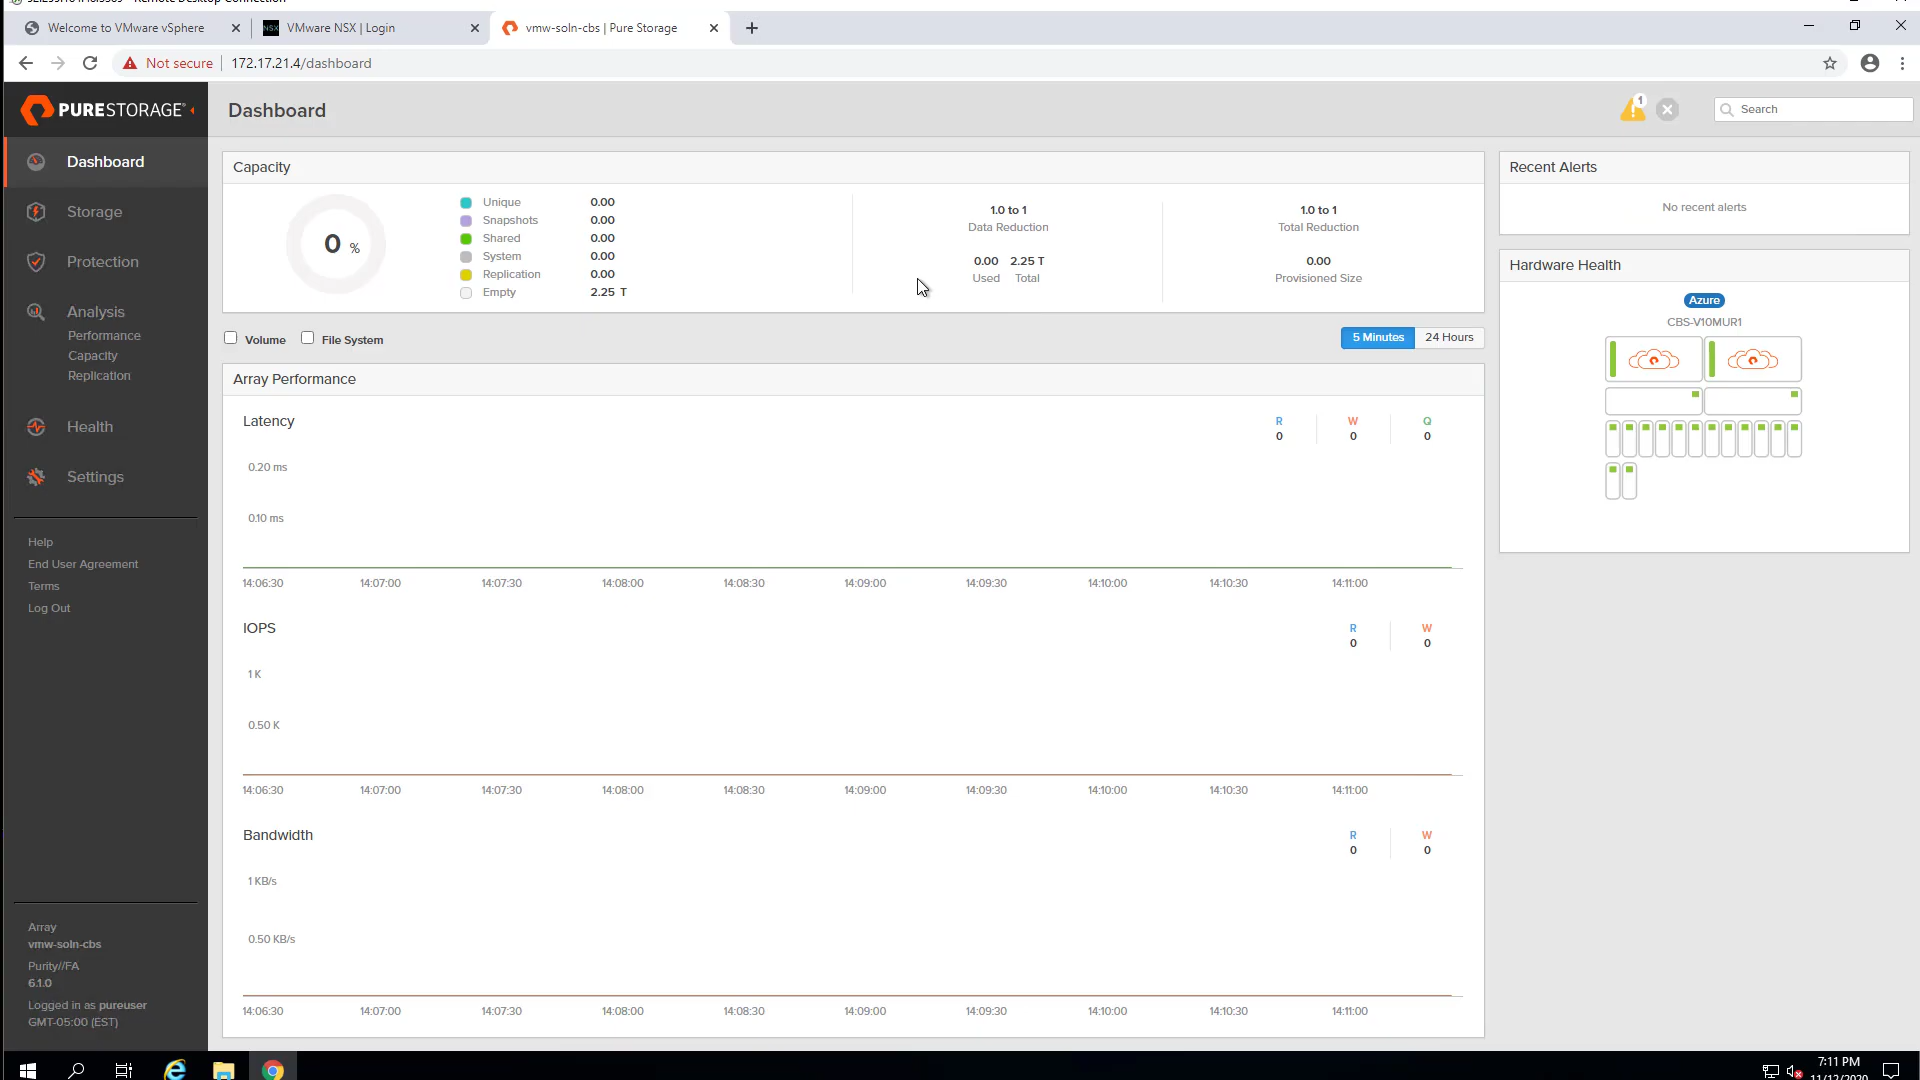 Remote Desktop Connection
Welcome to VMware vSphere
NSX
VMware NSX | Login
vmw-soln-cbs | Pure Storage
Not secure
172.17.21.4/dashboard
PURESTORAGE
Dashboard
1
Search
Dashboard
Storage
Protection
Analysis
Performance
Capacity
Replication
Health
Settings
Help
End User Agreement
Terms
Log Out
Array
vmw-soln-cbs
Purity//FA
6.1.0
Logged in as pureuser
GMT-05:00 (EST)
Capacity
0 %
Unique 0.00
Snapshots 0.00
Shared 0.00
System 0.00
Replication 0.00
Empty 2.25 T
1.0 to 1
Data Reduction
0.00 2.25 T
Used Total
1.0 to 1
Total Reduction
0.00
Provisioned Size
Volume
File System
5 Minutes
24 Hours
Array Performance
Latency
R W Q
0 0 0
0.20 ms
0.10 ms
14:06:30 14:07:00 14:07:30 14:08:00 14:08:30 14:09:00 14:09:30 14:10:00 14:10:30 14:11:00
IOPS
R W
0 0
1 K
0.50 K
14:06:30 14:07:00 14:07:30 14:08:00 14:08:30 14:09:00 14:09:30 14:10:00 14:10:30 14:11:00
Bandwidth
R W
0 0
1 KB/s
0.50 KB/s
14:06:30 14:07:00 14:07:30 14:08:00 14:08:30 14:09:00 14:09:30 14:10:00 14:10:30 14:11:00
Recent Alerts
No recent alerts
Hardware Health
Azure
CBS-V10MUR1
7:11 PM
11/12/2020